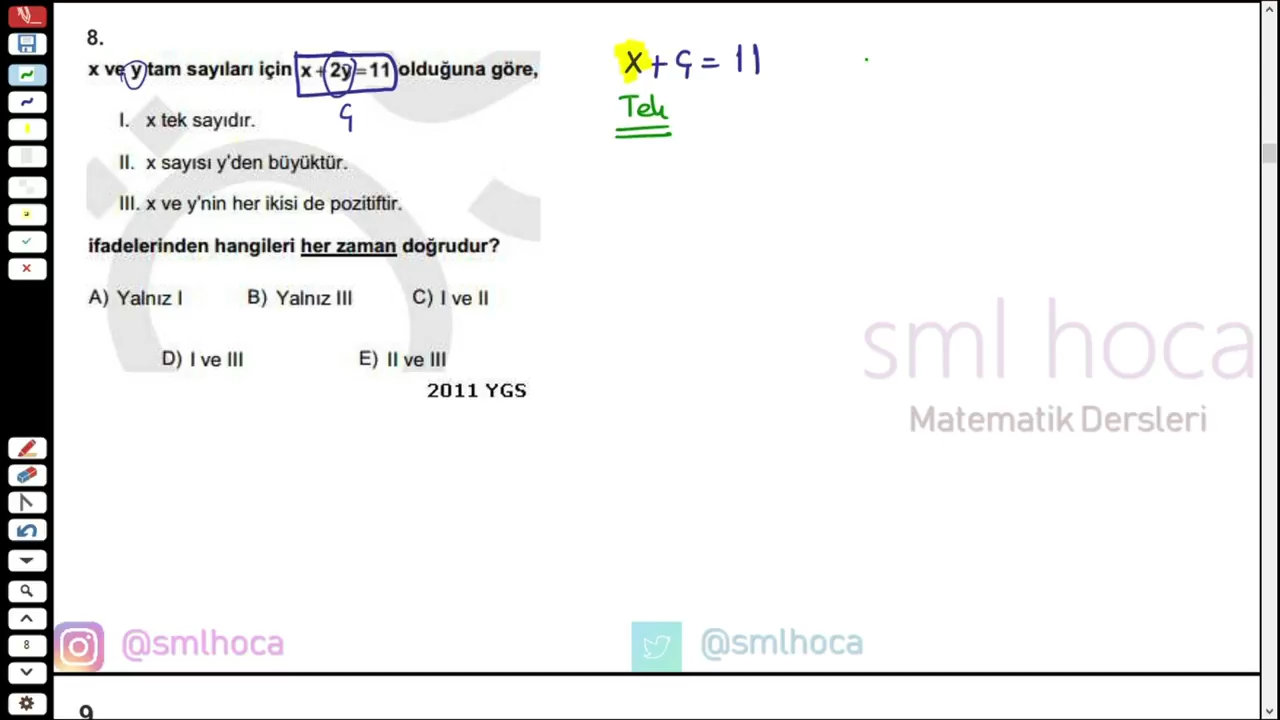 8.
x ve y tam sayıları için x + 2y = 11 olduğuna göre,
Ç
I. x tek sayıdır.
II. x sayısı y'den büyüktür.
III. x ve y'nin her ikisi de pozitiftir.
ifadelerinden hangileri her zaman doğrudur?
A) Yalnız I B) Yalnız III C) I ve II
D) I ve III E) II ve III
2011 YGS
x + Ç = 11
Tek
sml hoca
Matematik Dersleri
@smlhoca
@smlhoca
8
9